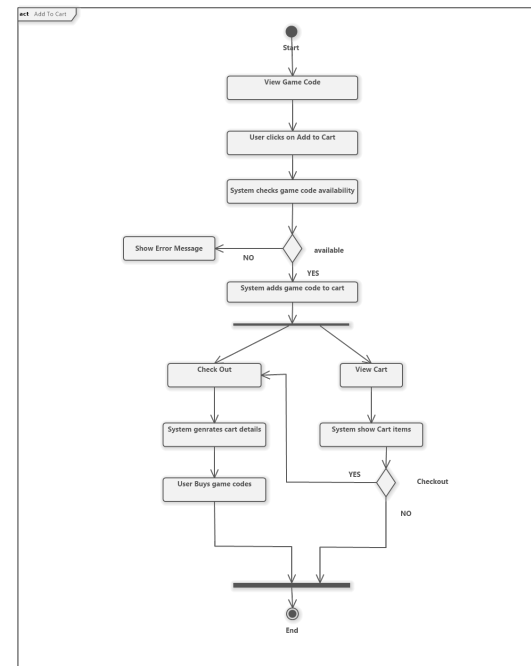 act Add To Cart
Start
View Game Code
User clicks on Add to Cart
System checks game code availability
Show Error Message
available
NO
YES
System adds game code to cart
Check Out
View Cart
System genrates cart details
System show Cart items
YES
Checkout
User Buys game codes
NO
End